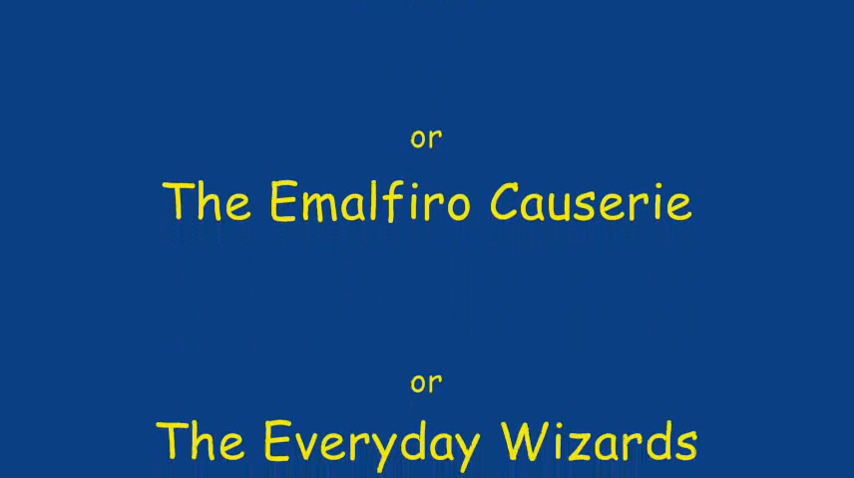 or
The Emalfiro Causerie
or
The Everyday Wizards